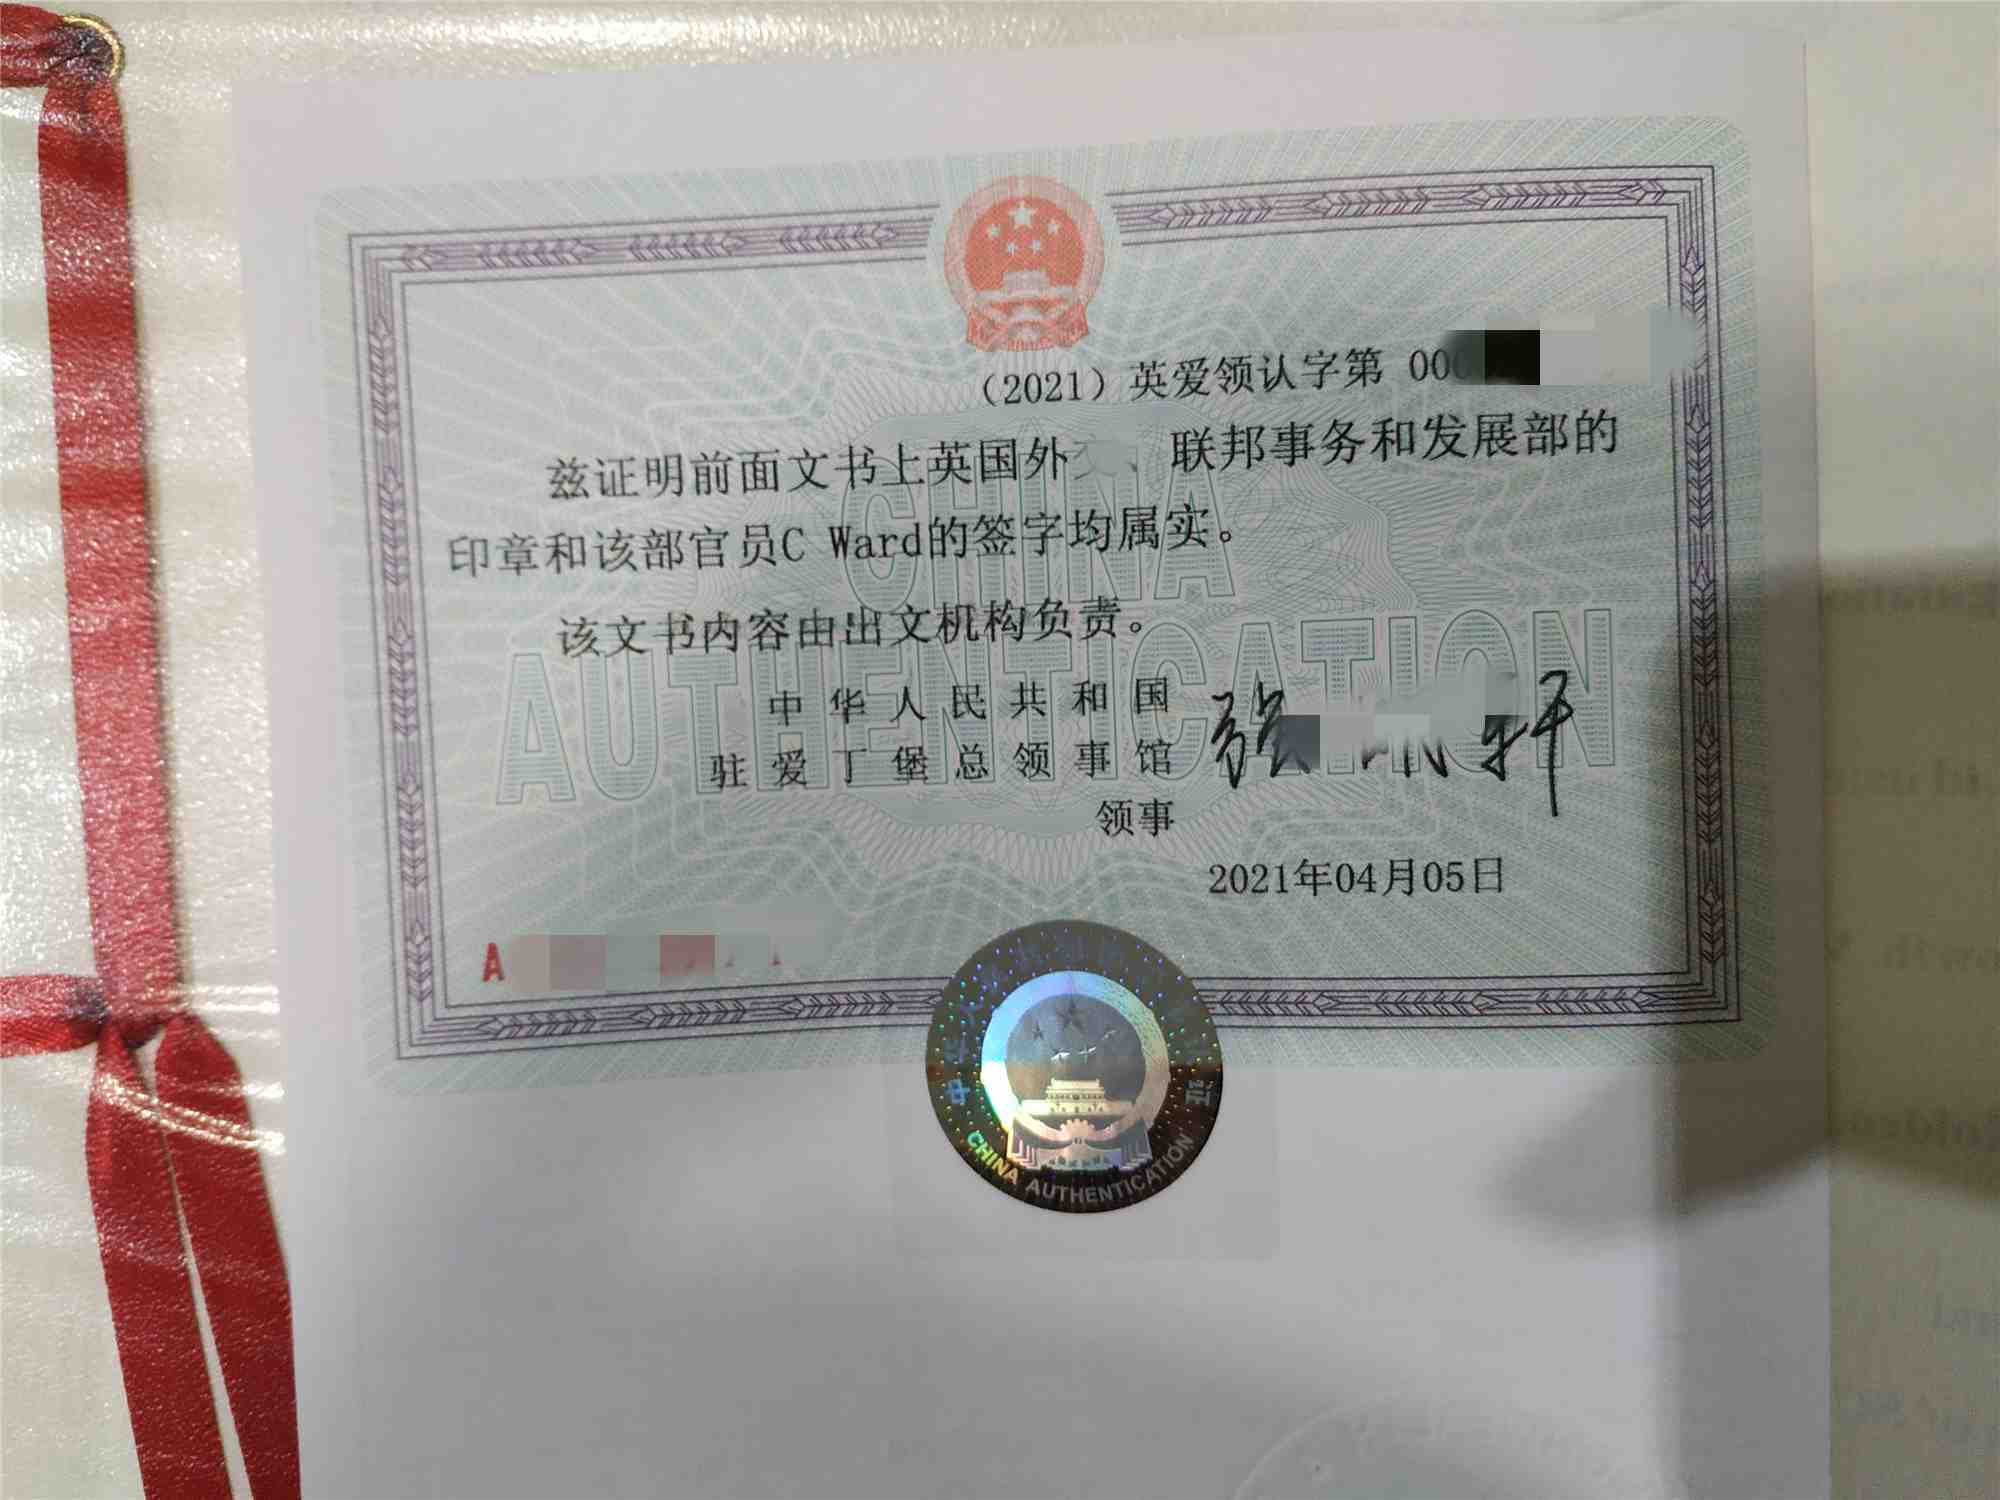 (2021)英爱领认字第 000
兹证明前面文书上英国外 、联邦事务和发展部的
印章和该部官员C Ward的签字均属实。
该文书内容由出文机构负责。
中华人民共和国
驻爱丁堡总领事馆
领事
2021年04月05日
A
CHINA
AUTHENTICATION
CHINA AUTHENTICATION